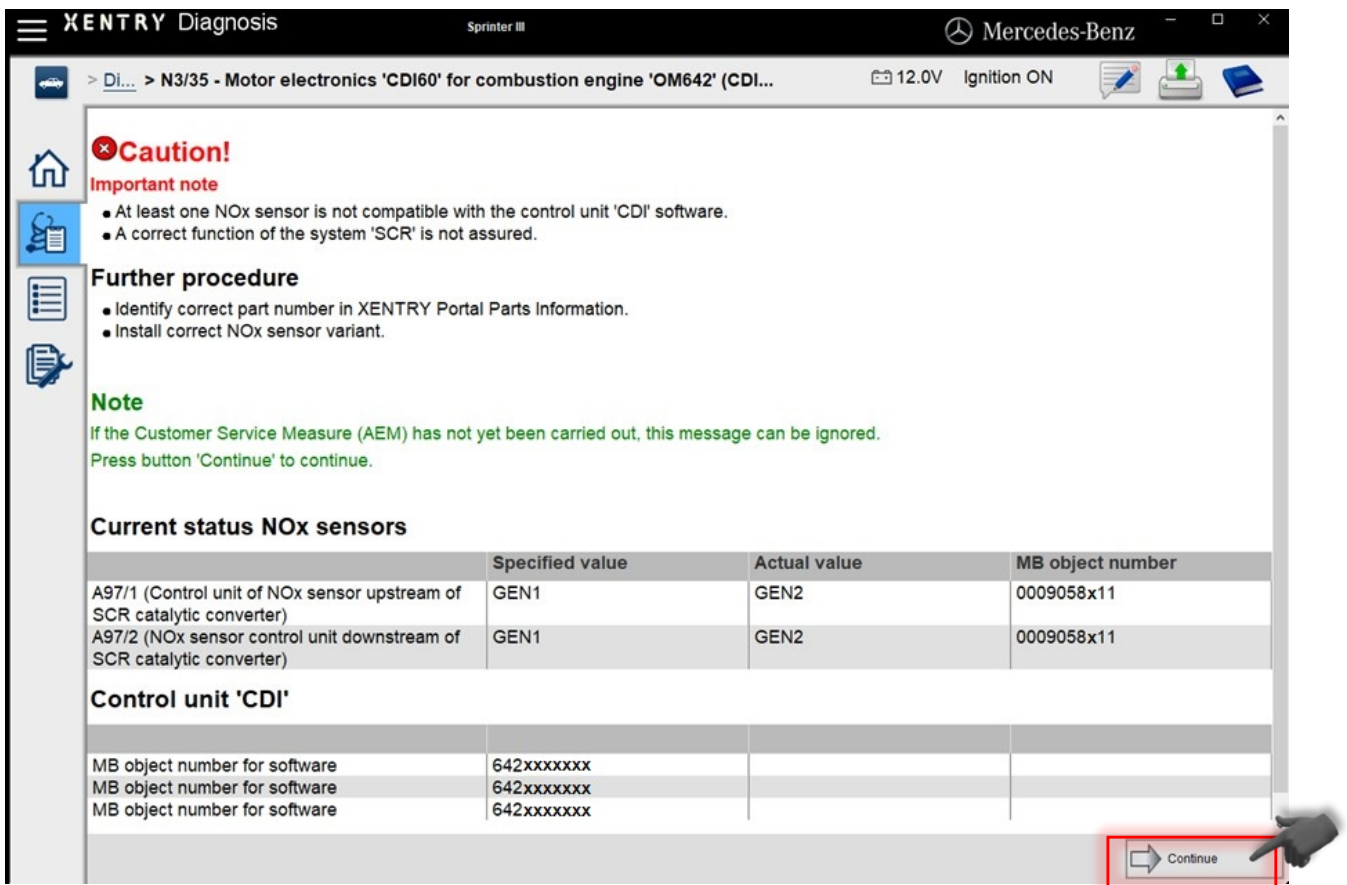 XENTRY Diagnosis
Sprinter III
Mercedes-Benz
> Di... > N3/35 - Motor electronics 'CDI60' for combustion engine 'OM642' (CDI...
12.0V
Ignition ON
Caution!
Important note
• At least one NOx sensor is not compatible with the control unit 'CDI' software.
• A correct function of the system 'SCR' is not assured.
Further procedure
• Identify correct part number in XENTRY Portal Parts Information.
• Install correct NOx sensor variant.
Note
If the Customer Service Measure (AEM) has not yet been carried out, this message can be ignored.
Press button 'Continue' to continue.
Current status NOx sensors
Specified value Actual value MB object number
A97/1 (Control unit of NOx sensor upstream of GEN1 GEN2 0009058x11
SCR catalytic converter)
A97/2 (NOx sensor control unit downstream of GEN1 GEN2 0009058x11
SCR catalytic converter)
Control unit 'CDI'
MB object number for software 642xxxxxxx
MB object number for software 642xxxxxxx
MB object number for software 642xxxxxxx
Continue